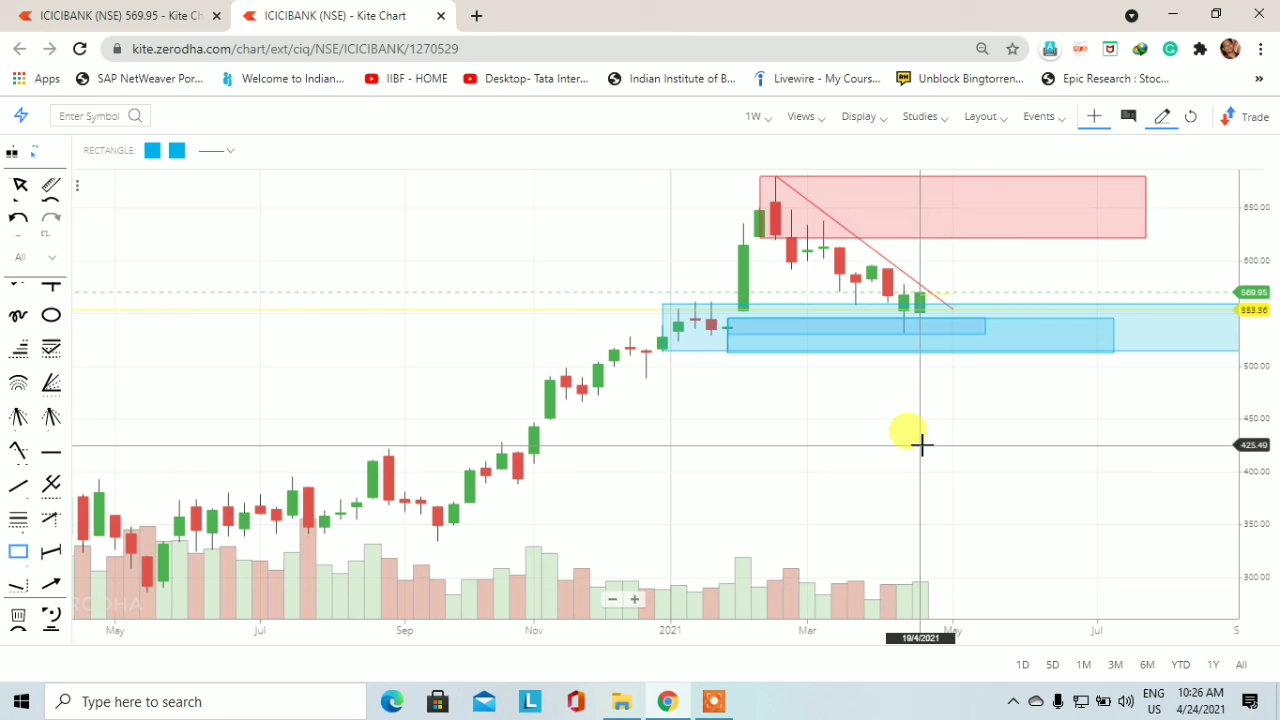 ICICIBANK (NSE) 569.95 - Kite Ch
ICICIBANK (NSE) - Kite Chart
kite.zerodha.com/chart/ext/ciq/NSE/ICICIBANK/1270529
Apps SAP NetWeaver Por... Welcome to Indian... IIBF - HOME Desktop- Tata Inter... Indian Institute of B... Livewire - My Cours... Unblock Bingtorren... Epic Research : Stoc...
Enter Symbol 1W Views Display Studies Layout Events Trade
RECTANGLE:
All
650.00
600.00
569.95
553.36
500.00
450.00
425.49
400.00
350.00
300.00
RODHA
May Jul Sep Nov 2021 Mar May Jul S
19/4/2021
1D 5D 1M 3M 6M YTD 1Y All
Type here to search
ENG
US
10:26 AM
4/24/2021